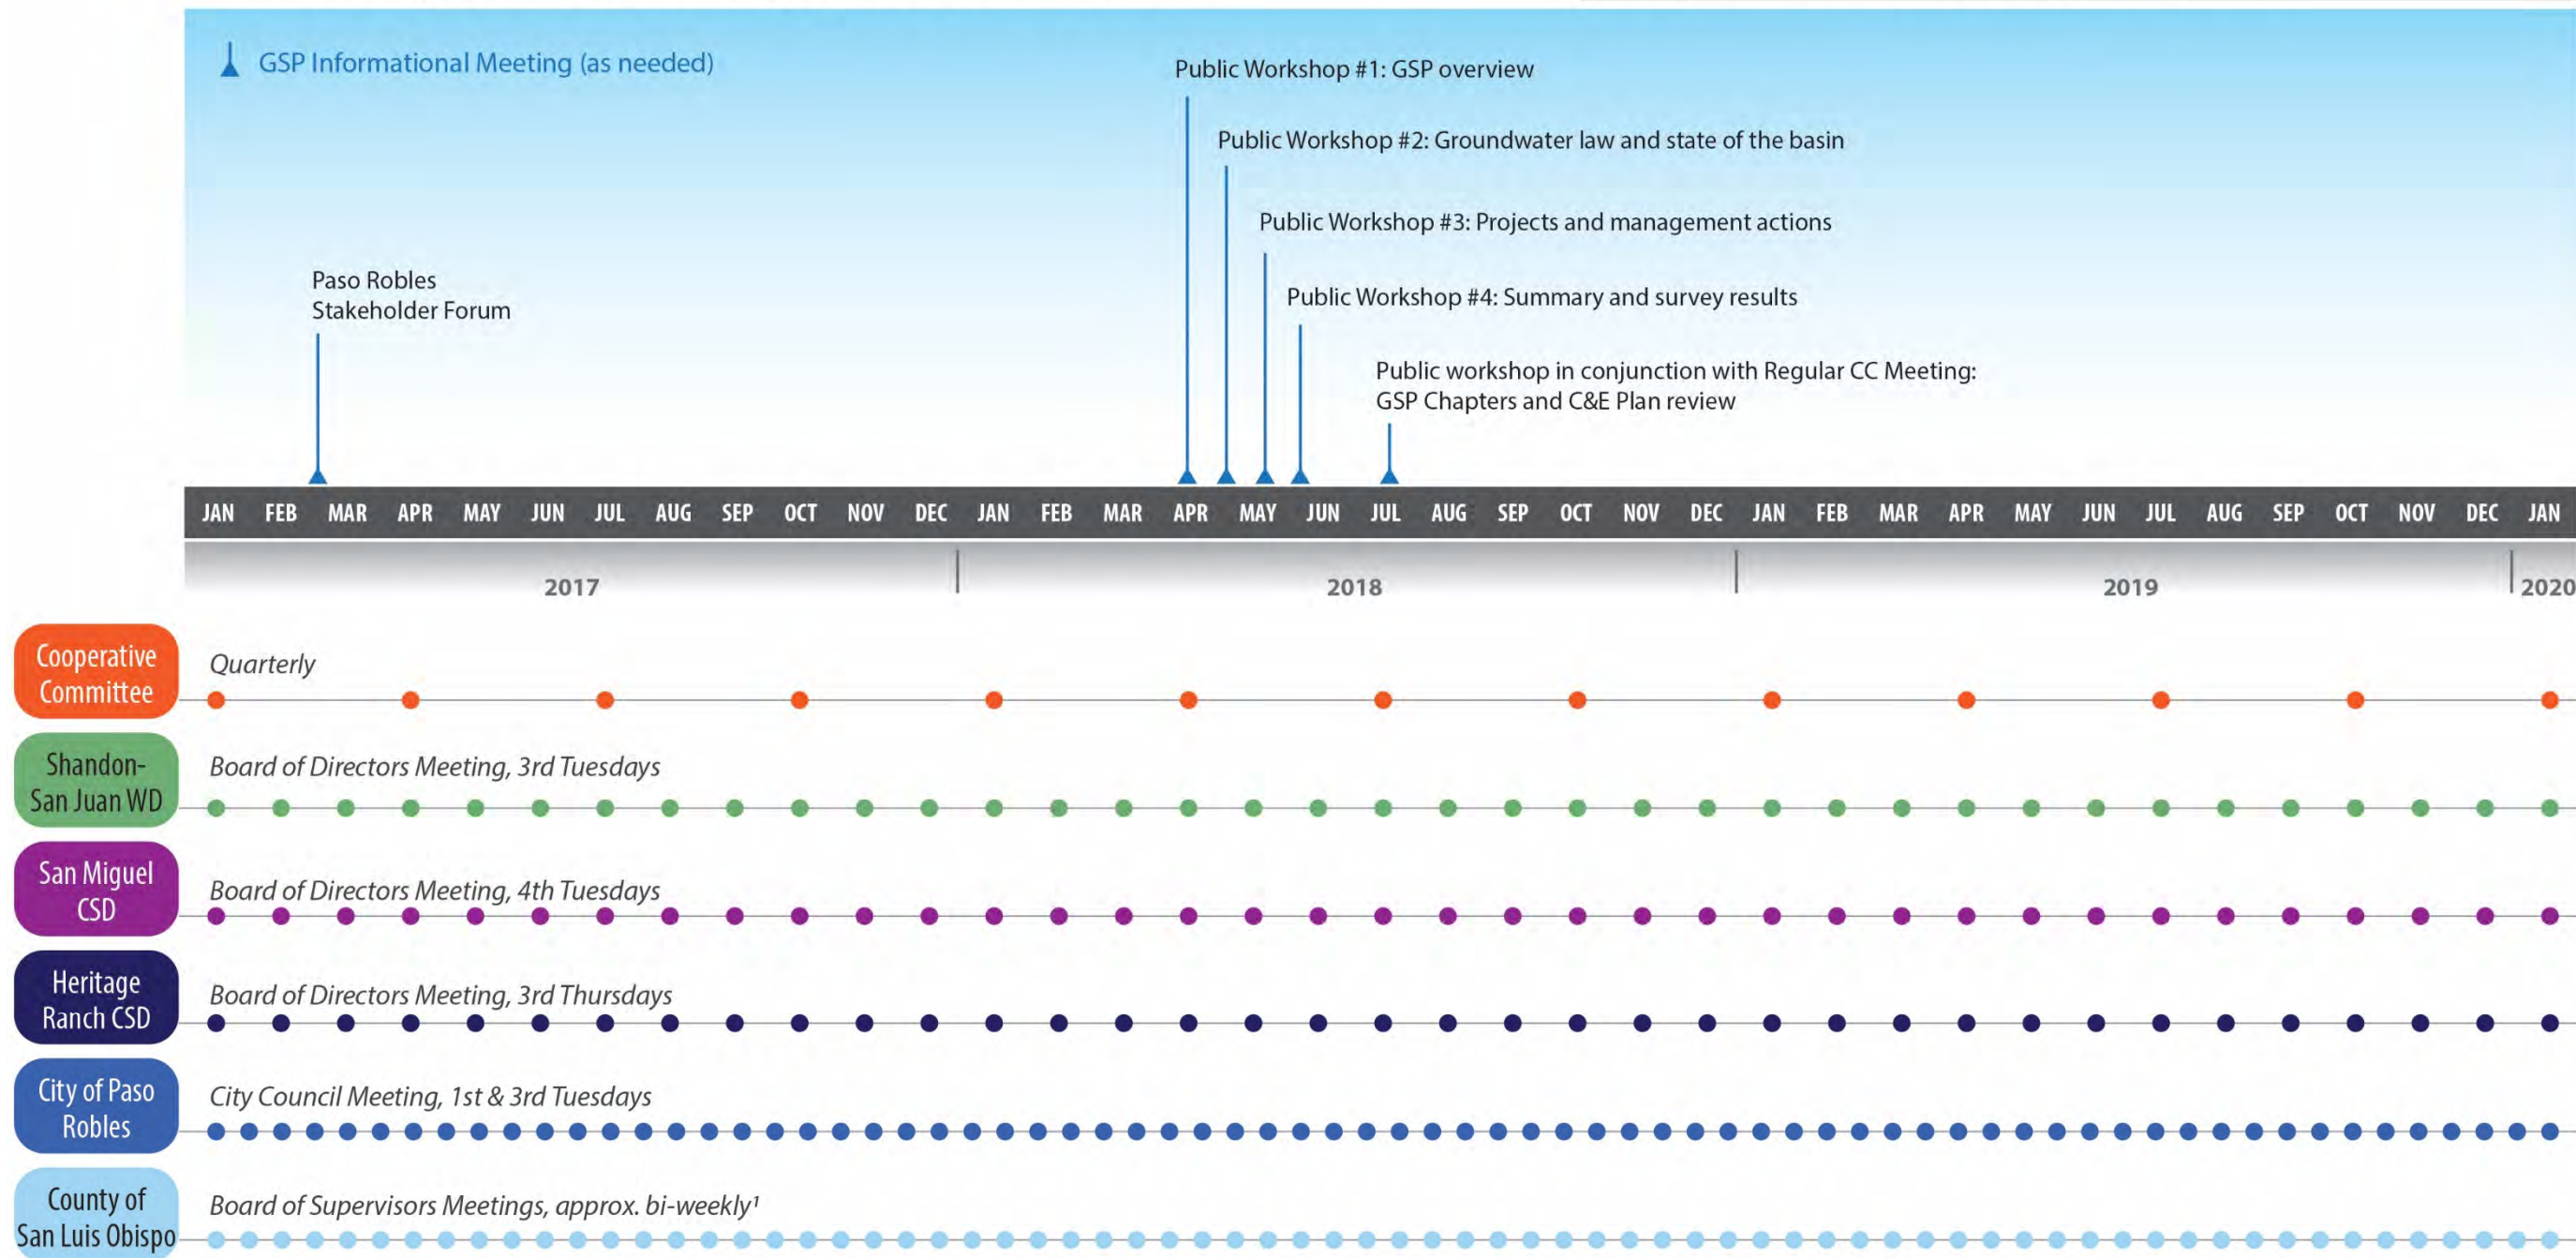 GSP Informational Meeting (as needed)
Public Workshop #1: GSP overview
Public Workshop #2: Groundwater law and state of the basin
Public Workshop #3: Projects and management actions
Paso Robles
Stakeholder Forum
Public Workshop #4: Summary and survey results
Public workshop in conjunction with Regular CC Meeting:
GSP Chapters and C&E Plan review
JAN FEB MAR APR MAY JUN JUL AUG SEP OCT NOV DEC JAN FEB MAR APR MAY JUN JUL AUG SEP OCT NOV DEC JAN FEB MAR APR MAY JUN JUL AUG SEP OCT NOV DEC JAN
2017 2018 2019 2020
Cooperative
Committee
Quarterly
Shandon-
San Juan WD
Board of Directors Meeting, 3rd Tuesdays
San Miguel
CSD
Board of Directors Meeting, 4th Tuesdays
Heritage
Ranch CSD
Board of Directors Meeting, 3rd Thursdays
City of Paso
Robles
City Council Meeting, 1st & 3rd Tuesdays
County of
San Luis Obispo
Board of Supervisors Meetings, approx. bi-weekly¹